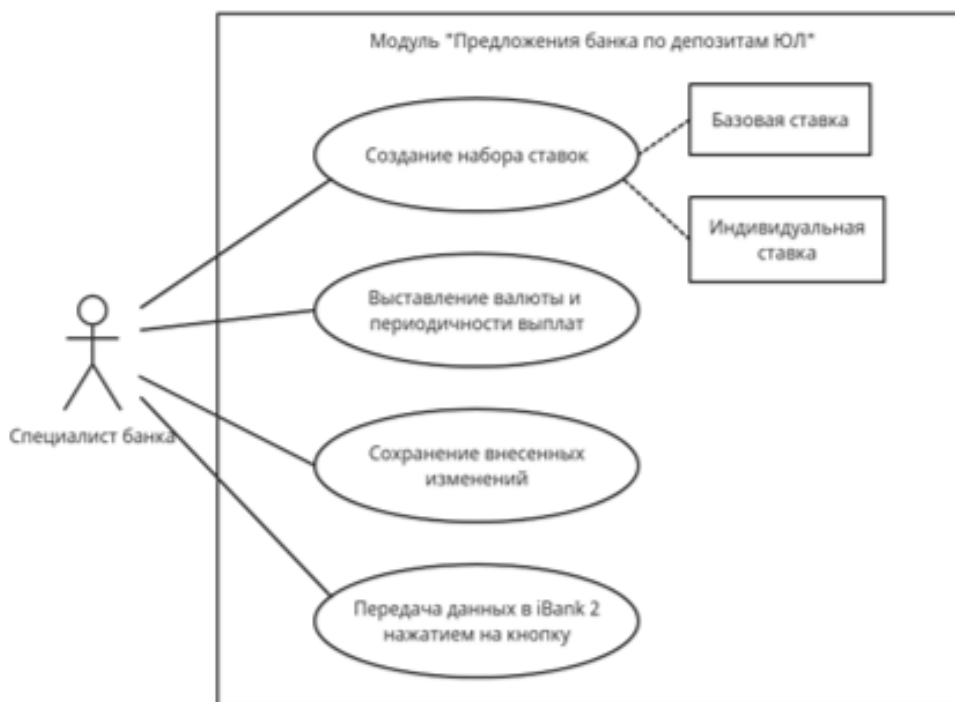 Модуль "Предложения банка по депозитам ЮЛ"
Создание набора ставок
Базовая ставка
Индивидуальная
ставка
Выставление валюты и
периодичности выплат
Специалист банка
Сохранение внесенных
изменений
Передача данных в iBank 2
нажатием на кнопку